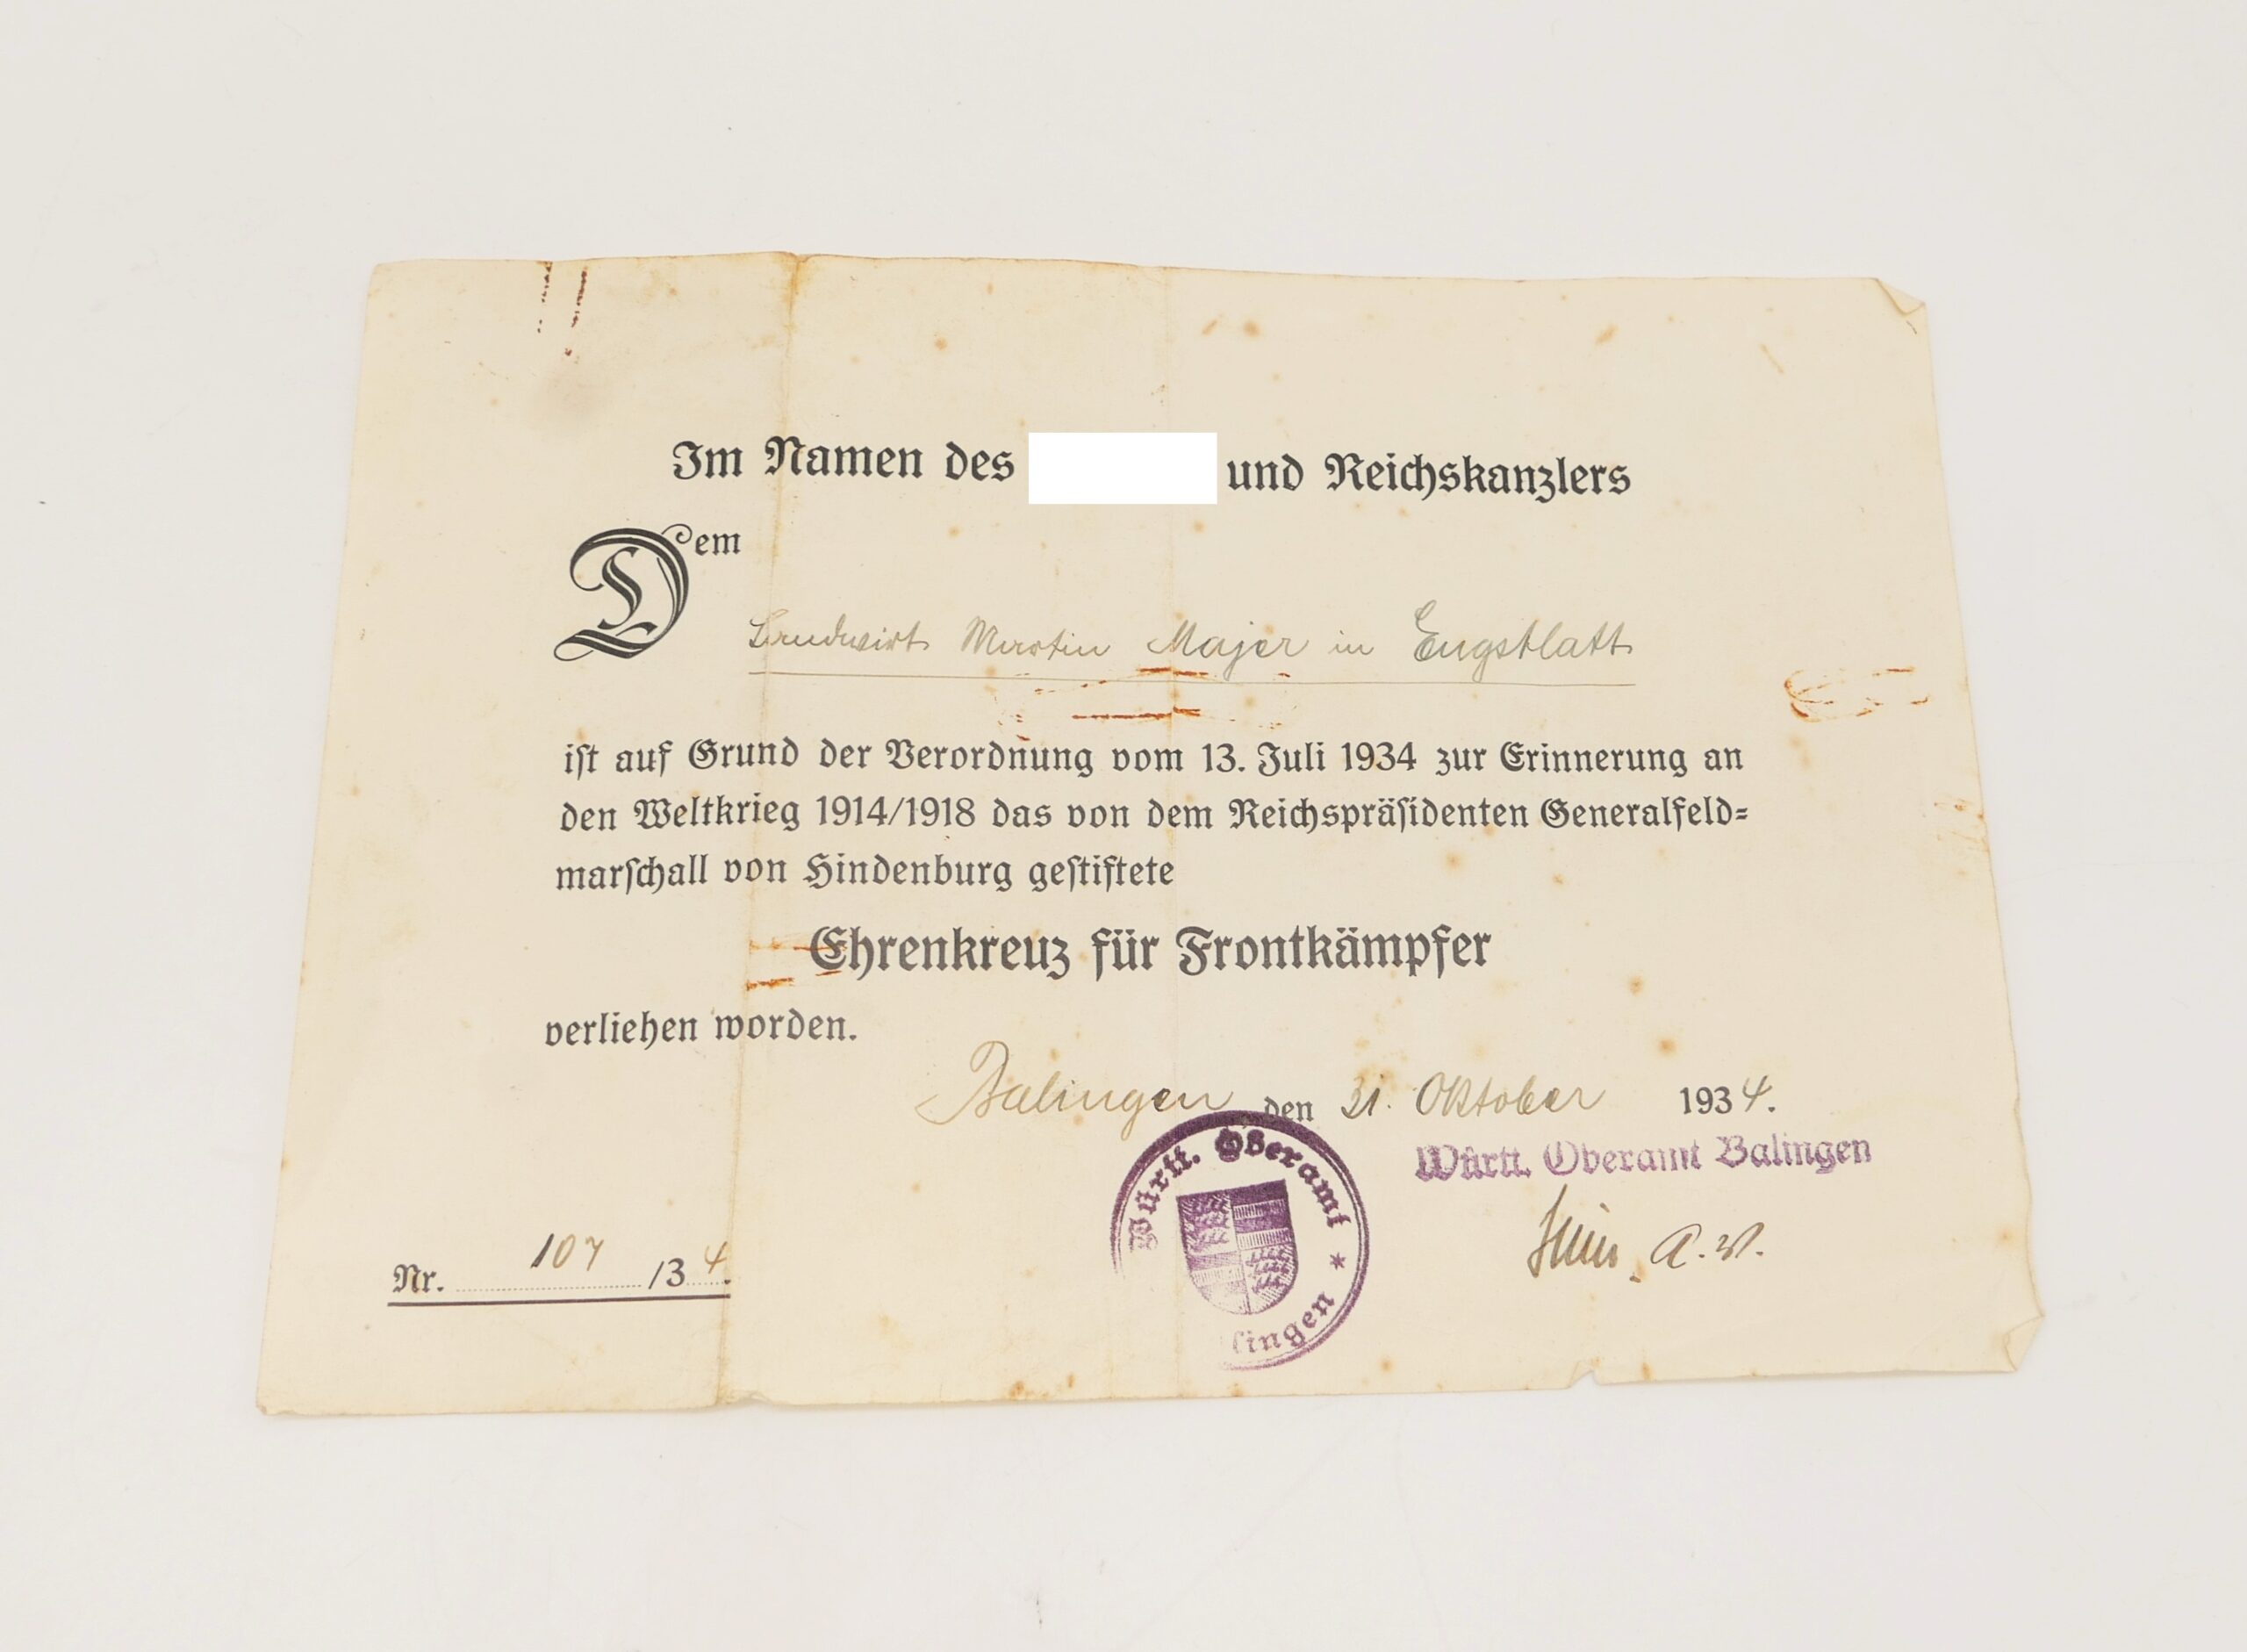 Im Namen des und Reichskanzlers
Dem
Landwirt Martin Majer in Engstlatt
ist auf Grund der Verordnung vom 13. Juli 1934 zur Erinnerung an
den Weltkrieg 1914/1918 das von dem Reichspräsidenten Generalfeld=
marschall von Hindenburg gestiftete
Ehrenkreuz für Frontkämpfer
verliehen worden.
Balingen, den 31. Oktober 1934.
Württ. Oberamt Balingen
Württ. Oberamt * lingen
A. V.
Nr. 107 /34.